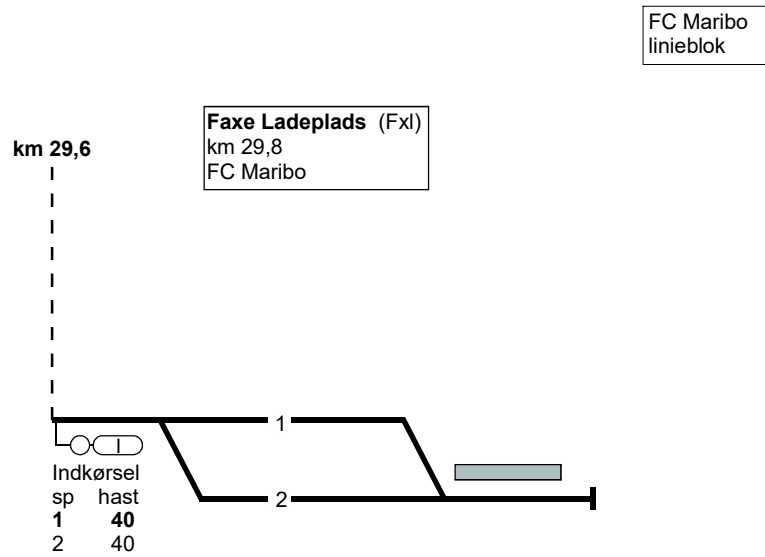 FC Maribo
linieblok
Faxe Ladeplads (Fxl)
km 29,8
FC Maribo
km 29,6
1
I
Indkørsel
sp hast
1 40
2 40
2